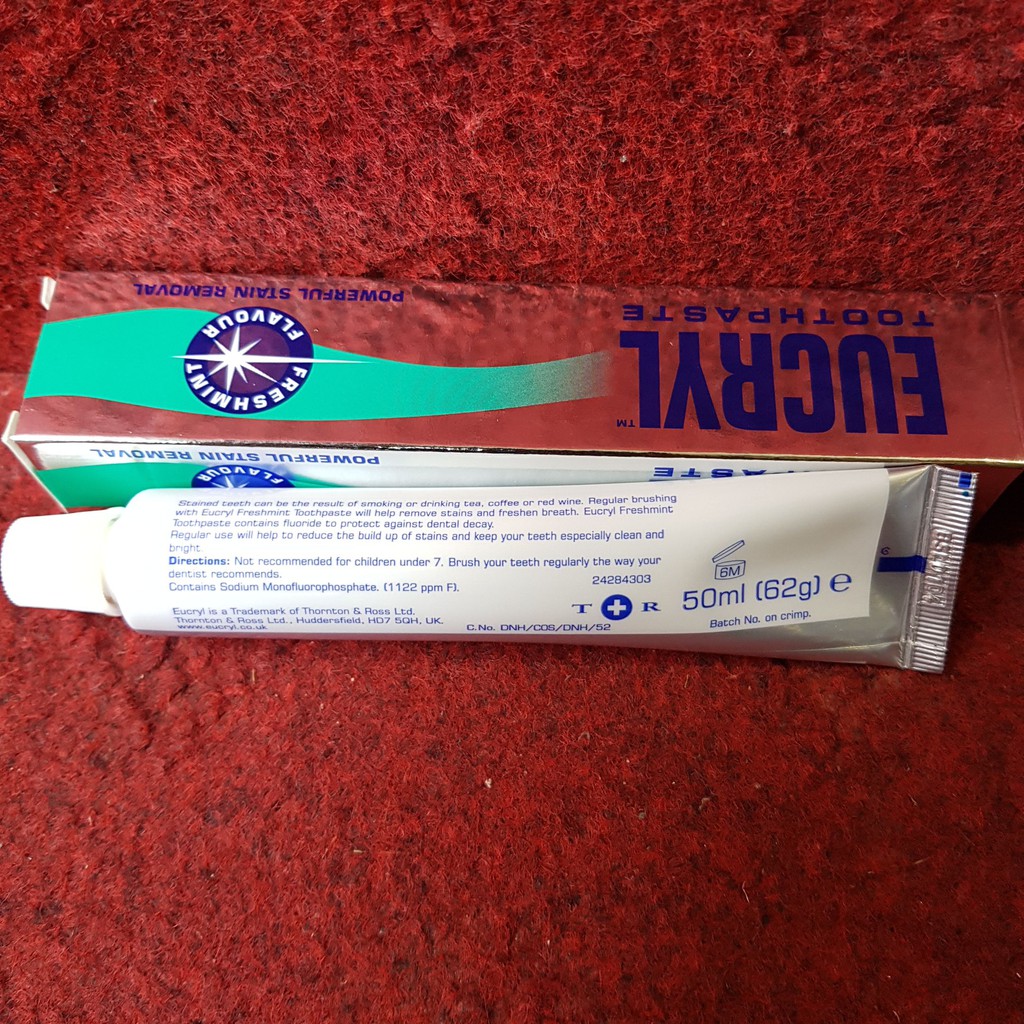 POWERFUL STAIN REMOVAL
FRESHMINT FLAVOUR
EUCRYL™
TOOTHPASTE
POWERFUL STAIN REMOVAL
FLAVOUR
Stained teeth can be the result of smoking or drinking tea, coffee or red wine. Regular brushing
with Eucryl Freshmint Toothpaste will help remove stains and freshen breath. Eucryl Freshmint
Toothpaste contains fluoride to protect against dental decay.
Regular use will help to reduce the build up of stains and keep your teeth especially clean and
bright.
Directions: Not recommended for children under 7. Brush your teeth regularly the way your
dentist recommends.
Contains Sodium Monofluorophosphate. (1122 ppm F).
24284303
6M
T R
50ml (62g) e
Eucryl is a Trademark of Thornton & Ross Ltd.
Thornton & Ross Ltd., Huddersfield, HD7 5QH, UK.
www.eucryl.co.uk
C.No. DNH/COS/DNH/52
Batch No. on crimp.